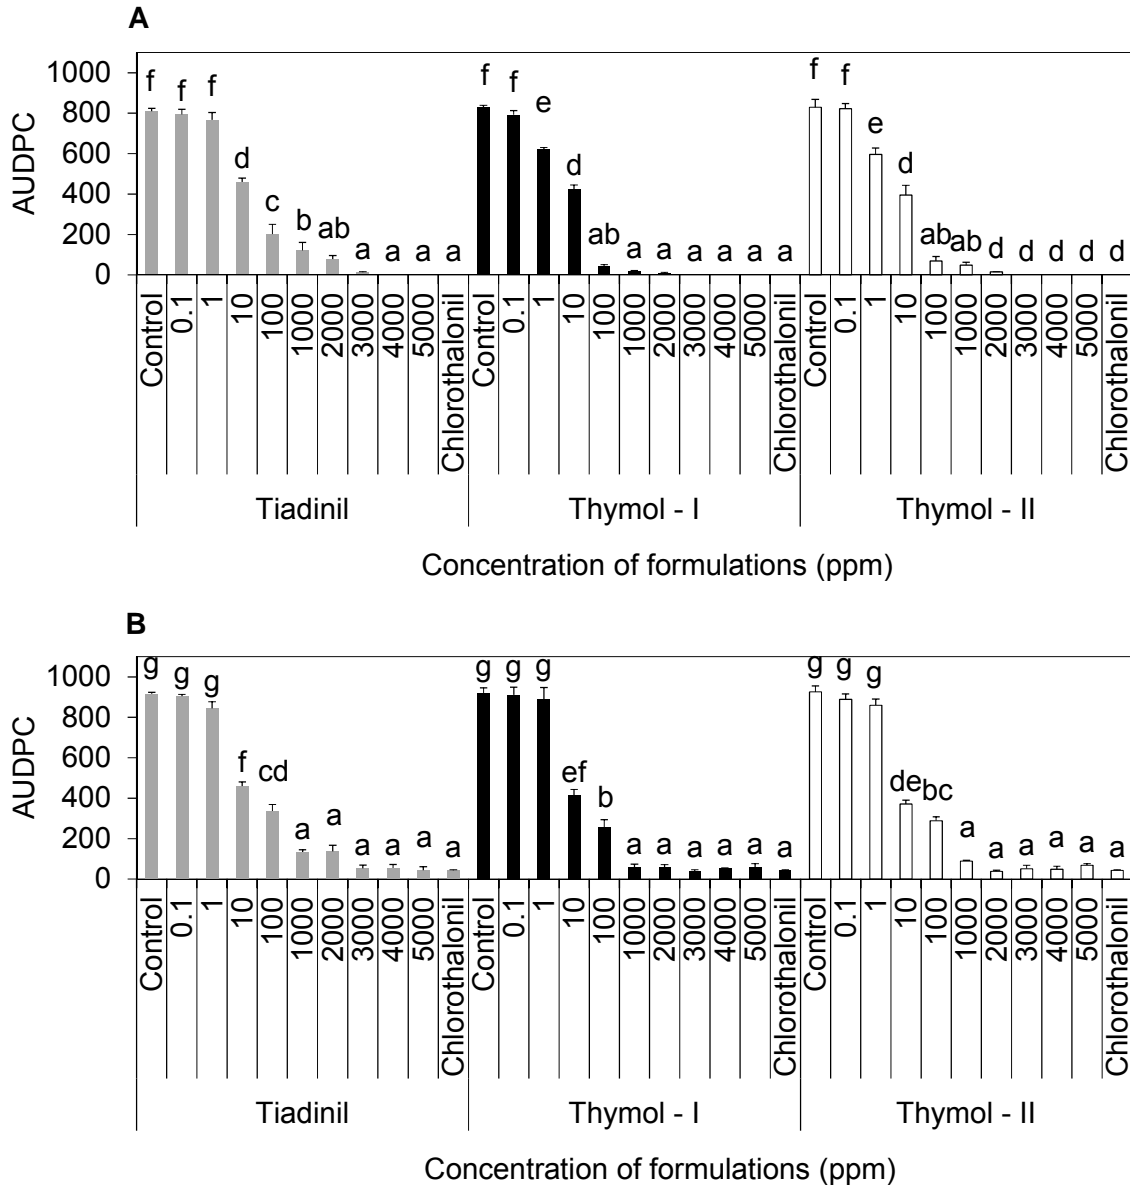 A
1000
800
600
400
200
0
AUDPC
f f f d c b ab a a a a f f e d ab a a a a a a f f e d ab ab d d d d d
Control 0.1 1 10 100 1000 2000 3000 4000 5000 Chlorothalonil Control 0.1 1 10 100 1000 2000 3000 4000 5000 Chlorothalonil Control 0.1 1 10 100 1000 2000 3000 4000 5000 Chlorothalonil
Tiadinil Thymol - I Thymol - II
Concentration of formulations (ppm)
B
1000
800
600
400
200
0
AUDPC
g g g f cd a a a a a a g g g ef b a a a a a a g g g de bc a a a a a a
Control 0.1 1 10 100 1000 2000 3000 4000 5000 Chlorothalonil Control 0.1 1 10 100 1000 2000 3000 4000 5000 Chlorothalonil Control 0.1 1 10 100 1000 2000 3000 4000 5000 Chlorothalonil
Tiadinil Thymol - I Thymol - II
Concentration of formulations (ppm)